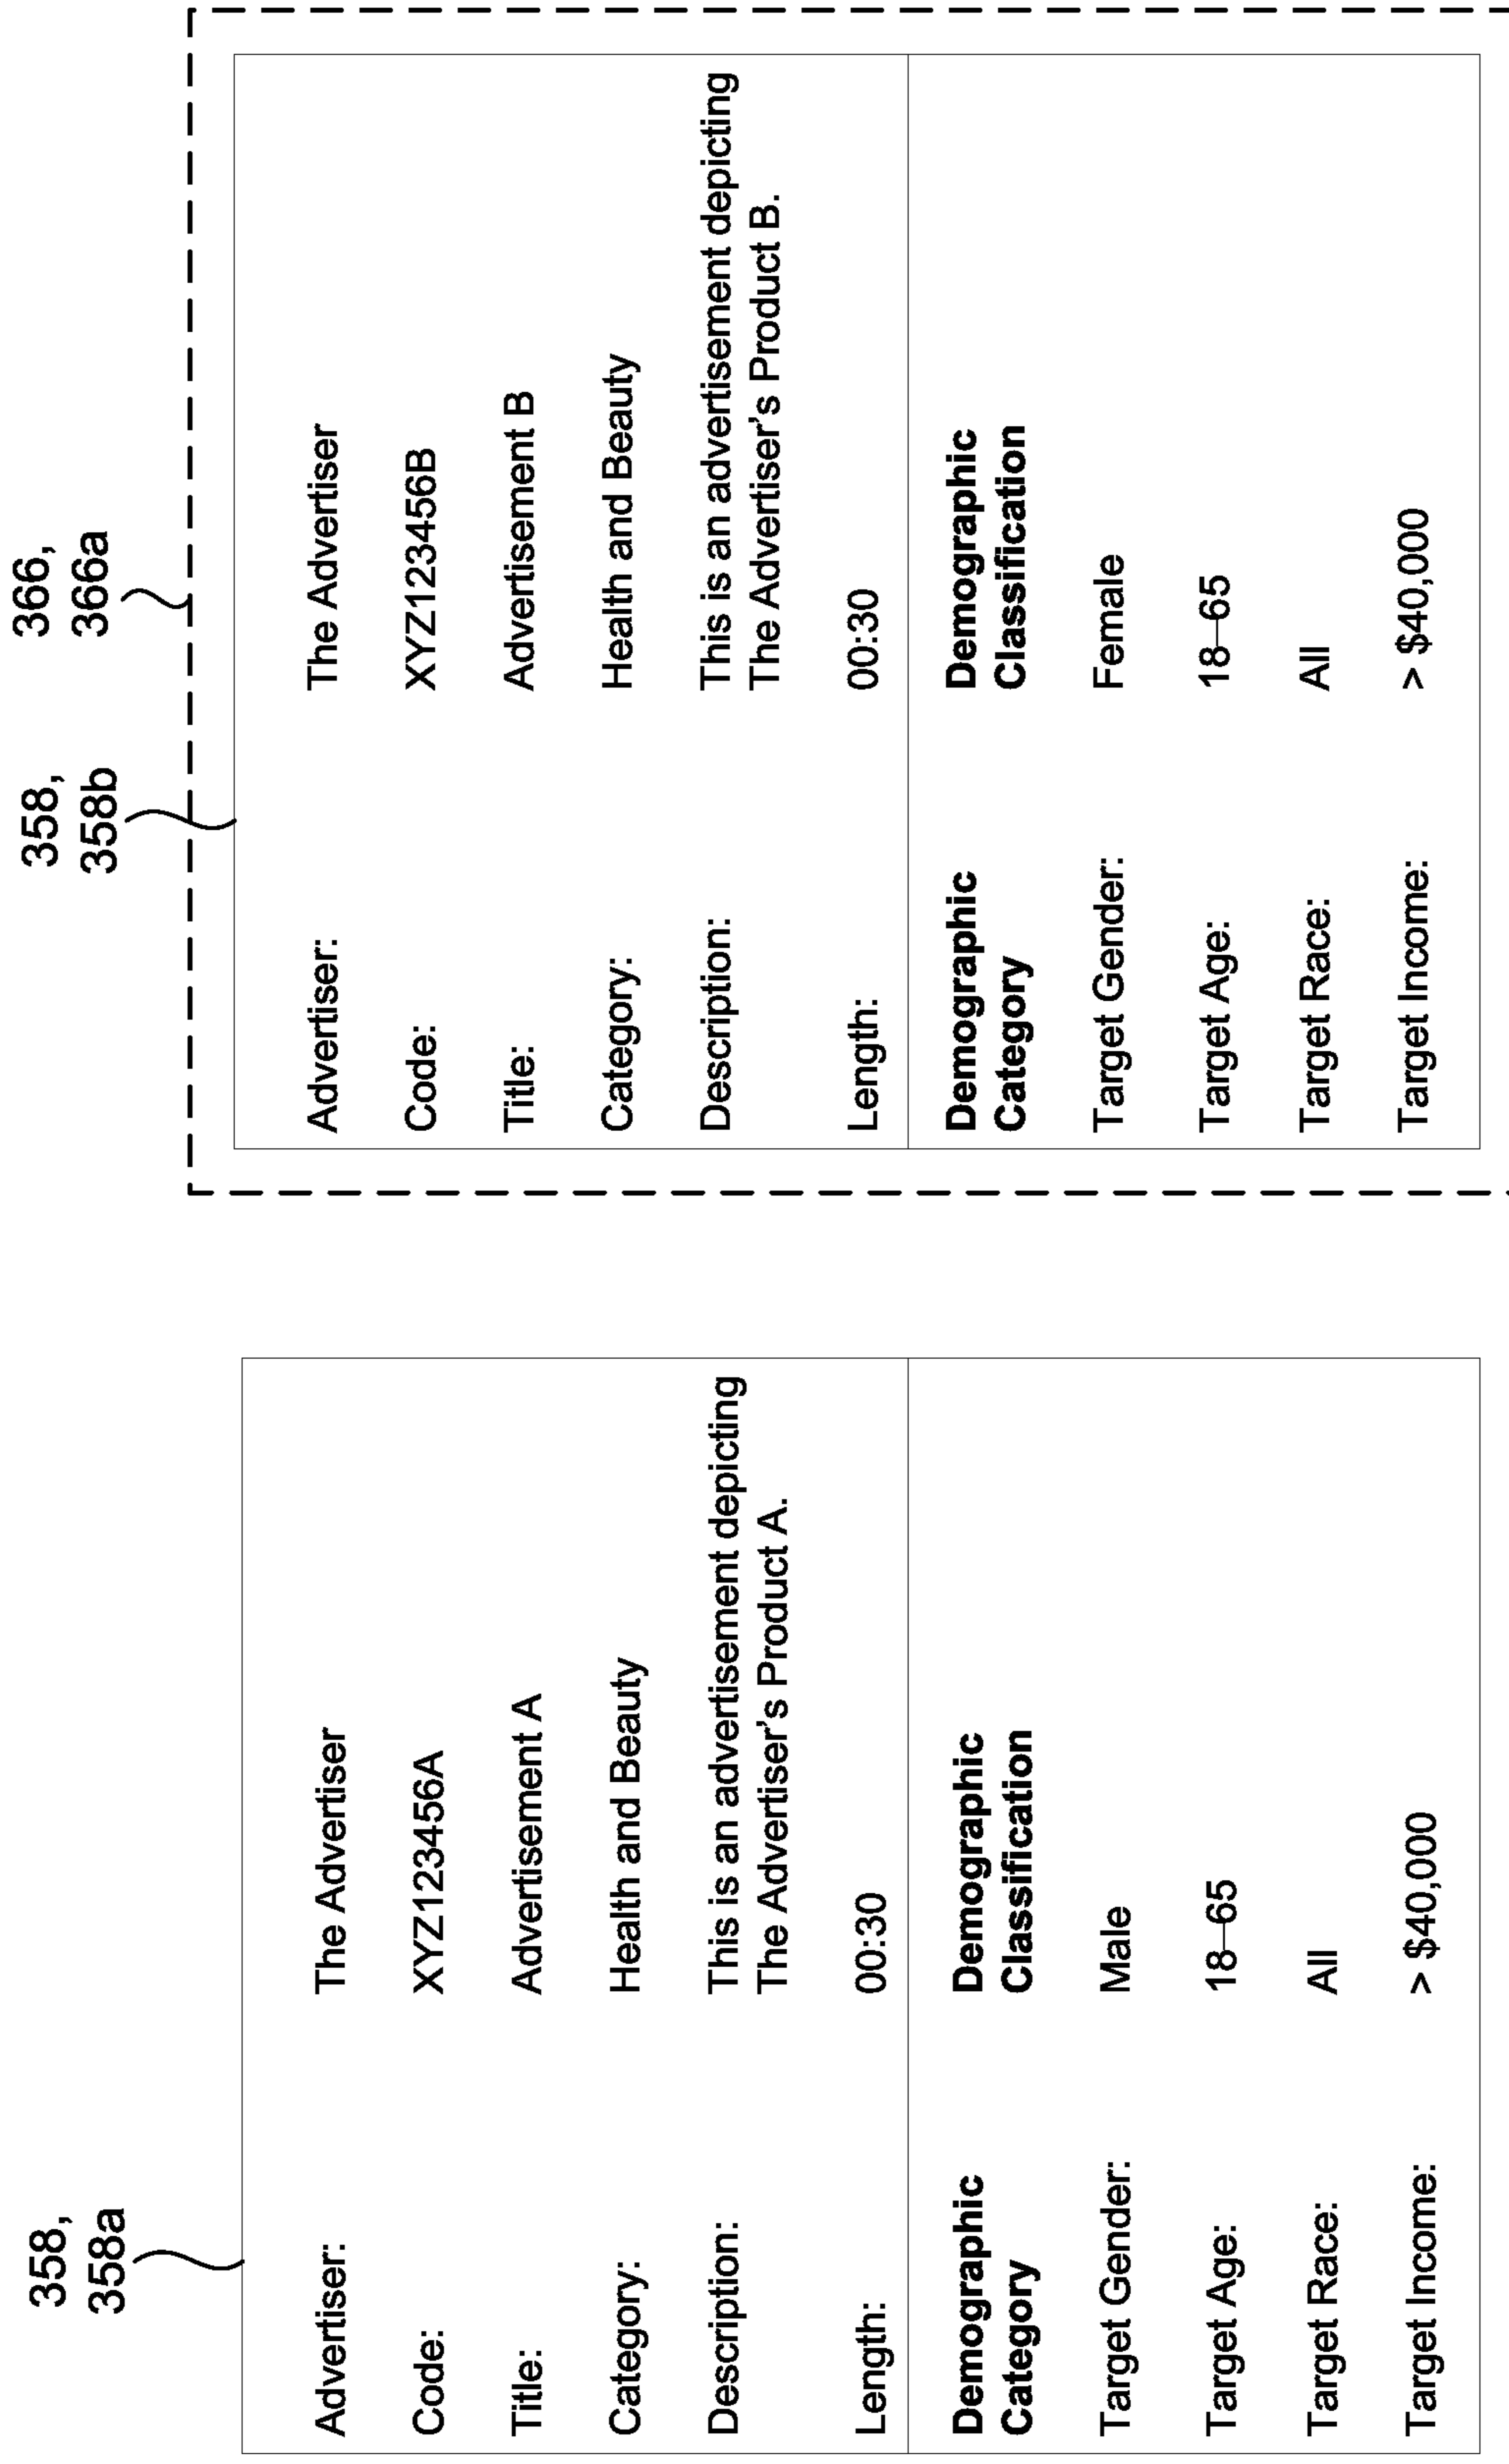 358,
358a
Advertiser: The Advertiser
Code: XYZ123456A
Title: Advertisement A
Category: Health and Beauty
Description: This is an advertisement depicting
The Advertiser's Product A.
Length: 00:30
Demographic Demographic
Category Classification
Target Gender: Male
Target Age: 18–65
Target Race: All
Target Income: > $40,000
358,
358b
366,
366a
Advertiser: The Advertiser
Code: XYZ123456B
Title: Advertisement B
Category: Health and Beauty
Description: This is an advertisement depicting
The Advertiser's Product B.
Length: 00:30
Demographic Demographic
Category Classification
Target Gender: Female
Target Age: 18–65
Target Race: All
Target Income: > $40,000